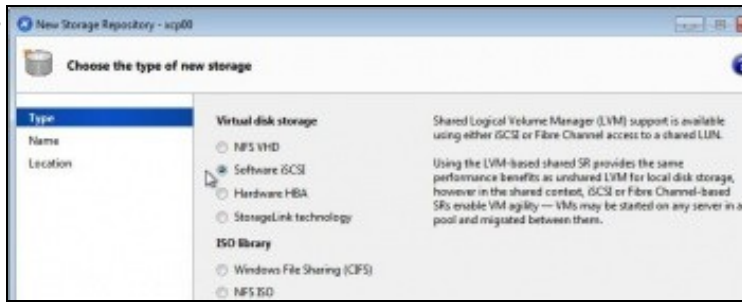 New Storage Repository - xcp00
Choose the type of new storage
Type
Name
Location
Virtual disk storage
NFS VHD
Software iSCSI
Hardware HBA
StorageLink technology
ISO library
Windows File Sharing (CIFS)
NFS ISO
Shared Logical Volume Manager (LVM) support is available
using either iSCSI or Fibre Channel access to a shared LUN.
Using the LVM-based shared SR provides the same
performance benefits as unshared LVM for local disk storage,
however in the shared context, iSCSI or Fibre Channel-based
SRs enable VM agility — VMs may be started on any server in a
pool and migrated between them.